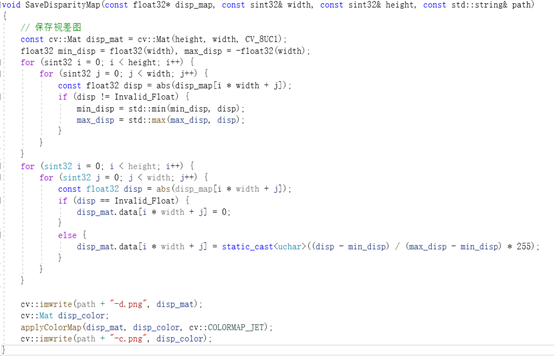 void SaveDisparityMap(const float32* disp_map, const sint32& width, const sint32& height, const std::string& path)
{
    // 保存视差图
    const cv::Mat disp_mat = cv::Mat(height, width, CV_8UC1);
    float32 min_disp = float32(width), max_disp = -float32(width);
    for (sint32 i = 0; i < height; i++) {
        for (sint32 j = 0; j < width; j++) {
            const float32 disp = abs(disp_map[i * width + j]);
            if (disp != Invalid_Float) {
                min_disp = std::min(min_disp, disp);
                max_disp = std::max(max_disp, disp);
            }
        }
    }
    for (sint32 i = 0; i < height; i++) {
        for (sint32 j = 0; j < width; j++) {
            const float32 disp = abs(disp_map[i * width + j]);
            if (disp == Invalid_Float) {
                disp_mat.data[i * width + j] = 0;
            }
            else {
                disp_mat.data[i * width + j] = static_cast<uchar>((disp - min_disp) / (max_disp - min_disp) * 255);
            }
        }
    }
    cv::imwrite(path + "-d.png", disp_mat);
    cv::Mat disp_color;
    applyColorMap(disp_mat, disp_color, cv::COLORMAP_JET);
    cv::imwrite(path + "-c.png", disp_color);
}